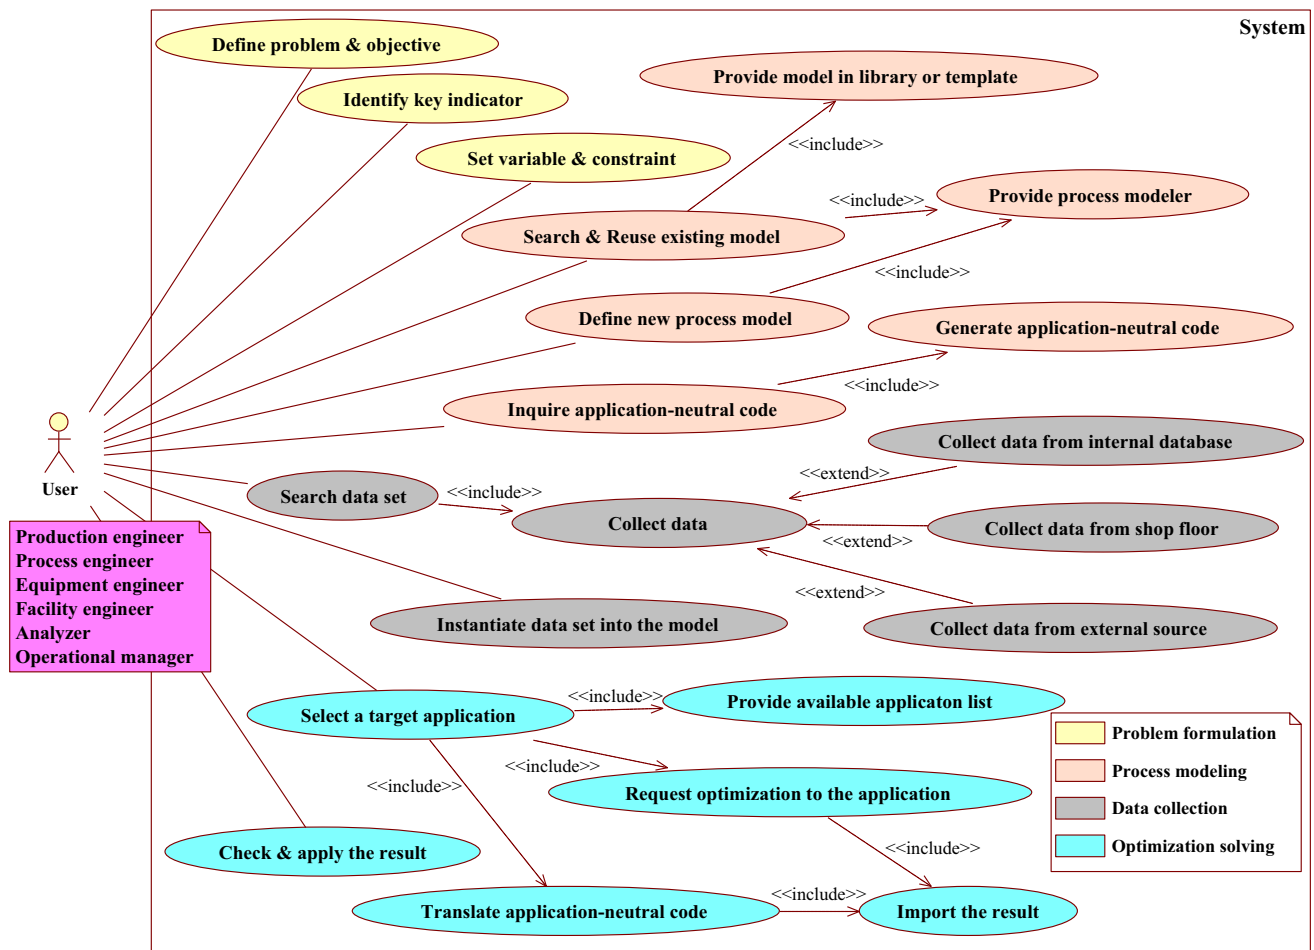 System
Define problem & objective
Provide model in library or template
Identify key indicator
<<include>>
Set variable & constraint
Provide process modeler
<<include>>
Search & Reuse existing model
<<include>>
Define new process model
Generate application-neutral code
<<include>>
Inquire application-neutral code
Collect data from internal database
<<extend>>
User
Search data set
<<include>>
Collect data
Collect data from shop floor
<<extend>>
Production engineer
Process engineer
Equipment engineer
Facility engineer
Analyzer
Operational manager
<<extend>>
Instantiate data set into the model
Collect data from external source
<<include>>
Provide available applicaton list
Select a target application
Problem formulation
Process modeling
Data collection
Optimization solving
<<include>>
<<include>>
Request optimization to the application
Check & apply the result
<<include>>
<<include>>
Translate application-neutral code
Import the result